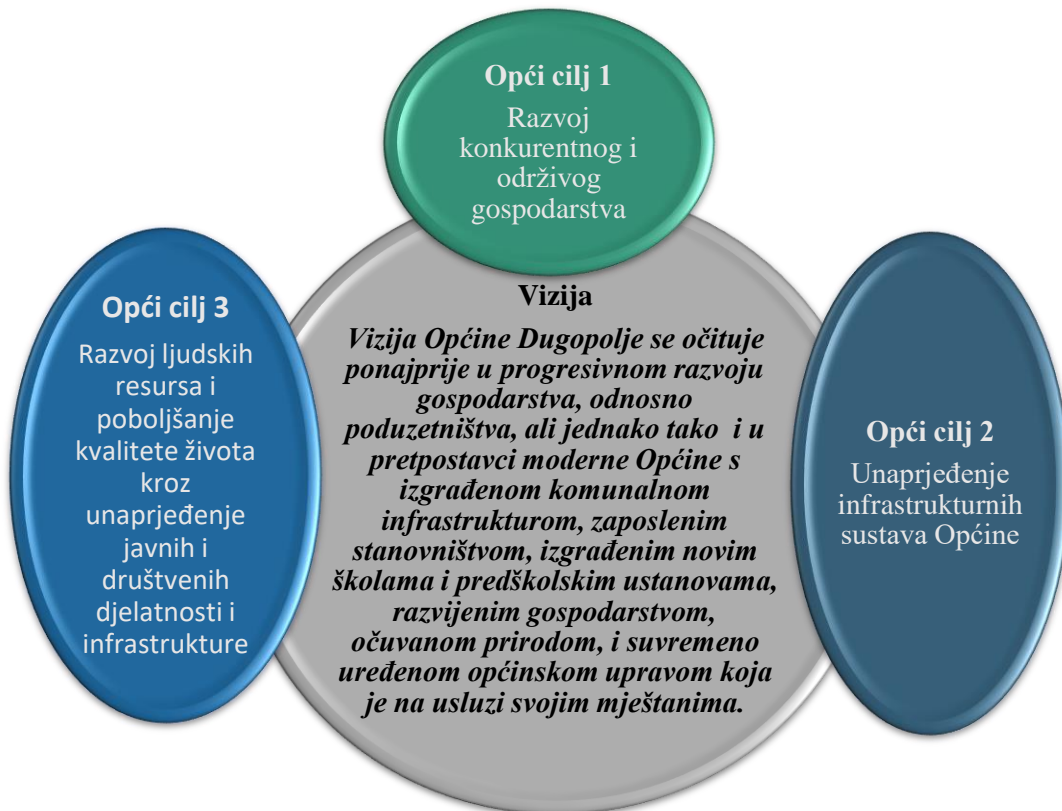 Opći cilj 1
Razvoj
konkurentnog i
održivog
gospodarstva
Vizija
Vizija Općine Dugopolje se očituje
ponajprije u progresivnom razvoju
gospodarstva, odnosno
poduzetništva, ali jednako tako i u
pretpostavci moderne Općine s
izgrađenom komunalnom
infrastrukturom, zaposlenim
stanovništvom, izgrađenim novim
školama i predškolskim ustanovama,
razvijenim gospodarstvom,
očuvanom prirodom, i suvremeno
uređenom općinskom upravom koja
je na usluzi svojim mještanima.
Opći cilj 2
Unaprjeđenje
infrastrukturnih
sustava Općine
Opći cilj 3
Razvoj ljudskih
resursa i
poboljšanje
kvalitete života
kroz
unaprjeđenje
javnih i
društvenih
djelatnosti i
infrastrukture